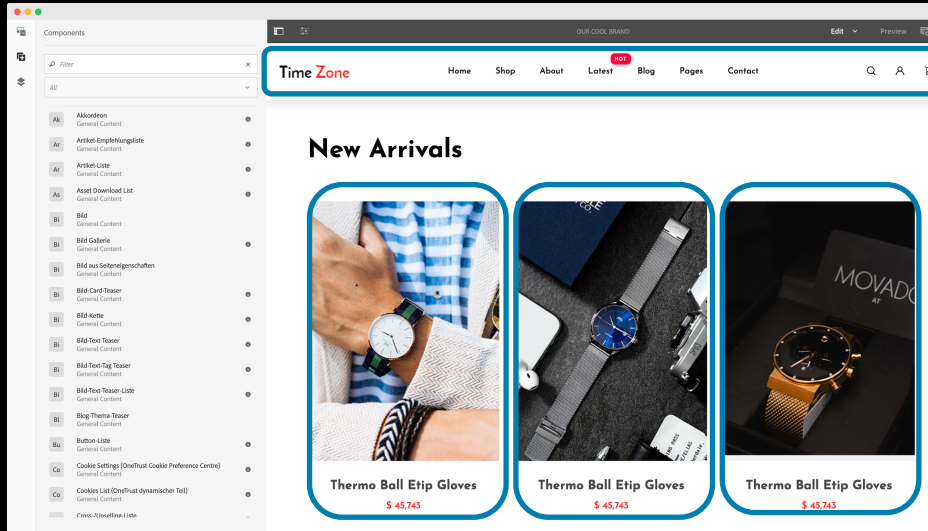 Components
OUR COOL BRAND
Edit
Preview
Filter
All
Ak
Akkordeon
General Content
Ar
Artikel-Empfehlungsliste
General Content
Ar
Artikel-Liste
General Content
As
Asset Download List
General Content
Bi
Bild
General Content
Bi
Bild Gallerie
General Content
Bi
Bild aus Seiteneigenschaften
General Content
Bi
Bild-Card-Teaser
General Content
Bi
Bild-Kette
General Content
Bi
Bild-Text Teaser
General Content
Bi
Bild-Text-Tag Teaser
General Content
Bi
Bild-Text-Teaser-Liste
General Content
Bl
Blog-Thema-Teaser
General Content
Bu
Button-Liste
General Content
Co
Cookie Settings (OneTrust Cookie Preference Centre)
General Content
Co
Cookies List (OneTrust dynamischer Teil)
General Content
Cross-/Upselling-Liste
Time Zone
Home
Shop
About
Latest
HOT
Blog
Pages
Contact
New Arrivals
MOVADO
AT
Thermo Ball Etip Gloves
$ 45,743
Thermo Ball Etip Gloves
$ 45,743
Thermo Ball Etip Gloves
$ 45,743